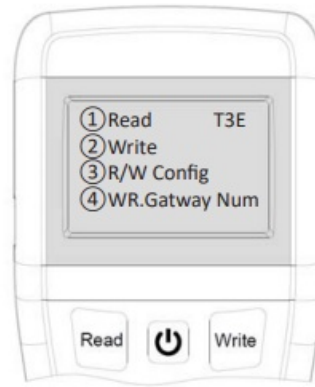 ①Read T3E
②Write
③R/W Config
④WR.Gatway Num
Read Write